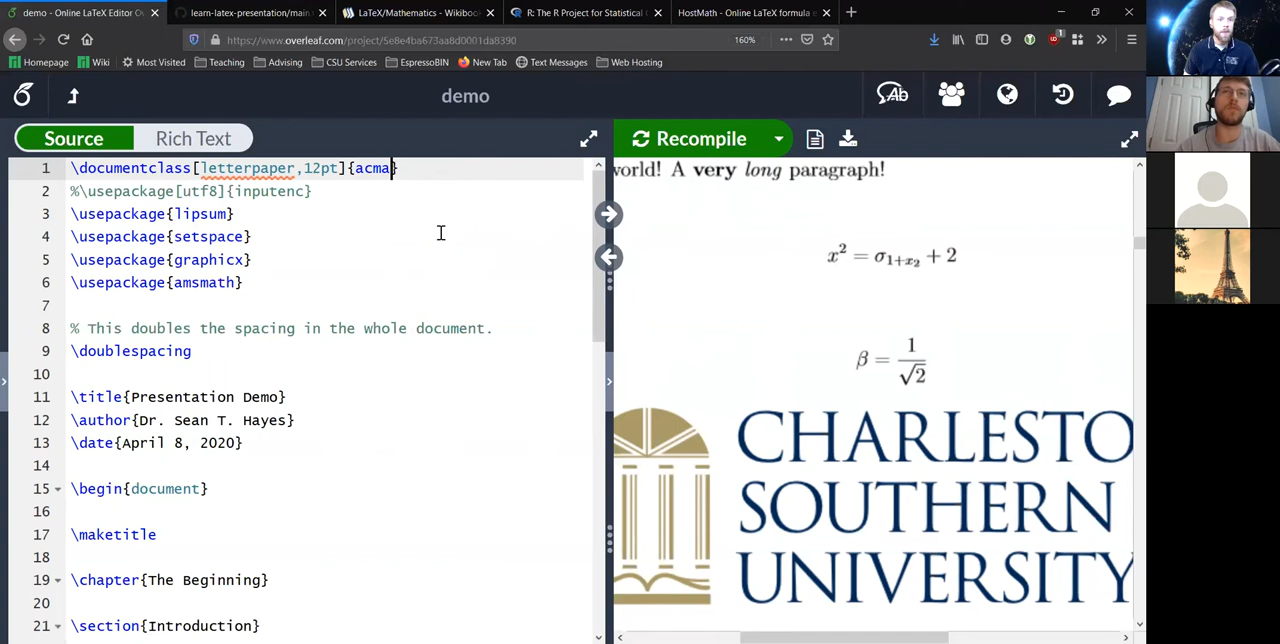 demo - Online LaTeX Editor Ov
learn-latex-presentation/main
LaTeX/Mathematics - Wikibook
R: The R Project for Statistical
HostMath - Online LaTeX formula
https://www.overleaf.com/project/5e8e4ba673aa8d0001da8390
160%
Homepage
Wiki
Most Visited
Teaching
Advising
CSU Services
EspressoBIN
New Tab
Text Messages
Web Hosting
demo
Source
Rich Text
Recompile
1 \documentclass[letterpaper,12pt]{acma}
2 %\usepackage[utf8]{inputenc}
3 \usepackage{lipsum}
4 \usepackage{setspace}
5 \usepackage{graphicx}
6 \usepackage{amsmath}
7
8 % This doubles the spacing in the whole document.
9 \doublespacing
10
11 \title{Presentation Demo}
12 \author{Dr. Sean T. Hayes}
13 \date{April 8, 2020}
14
15 \begin{document}
16
17 \maketitle
18
19 \chapter{The Beginning}
20
21 \section{Introduction}
world! A very long paragraph!
x² = σ₁₊ₓ₂ + 2
β = 1/√2
CHARLESTO
SOUTHERN
UNIVERSITY